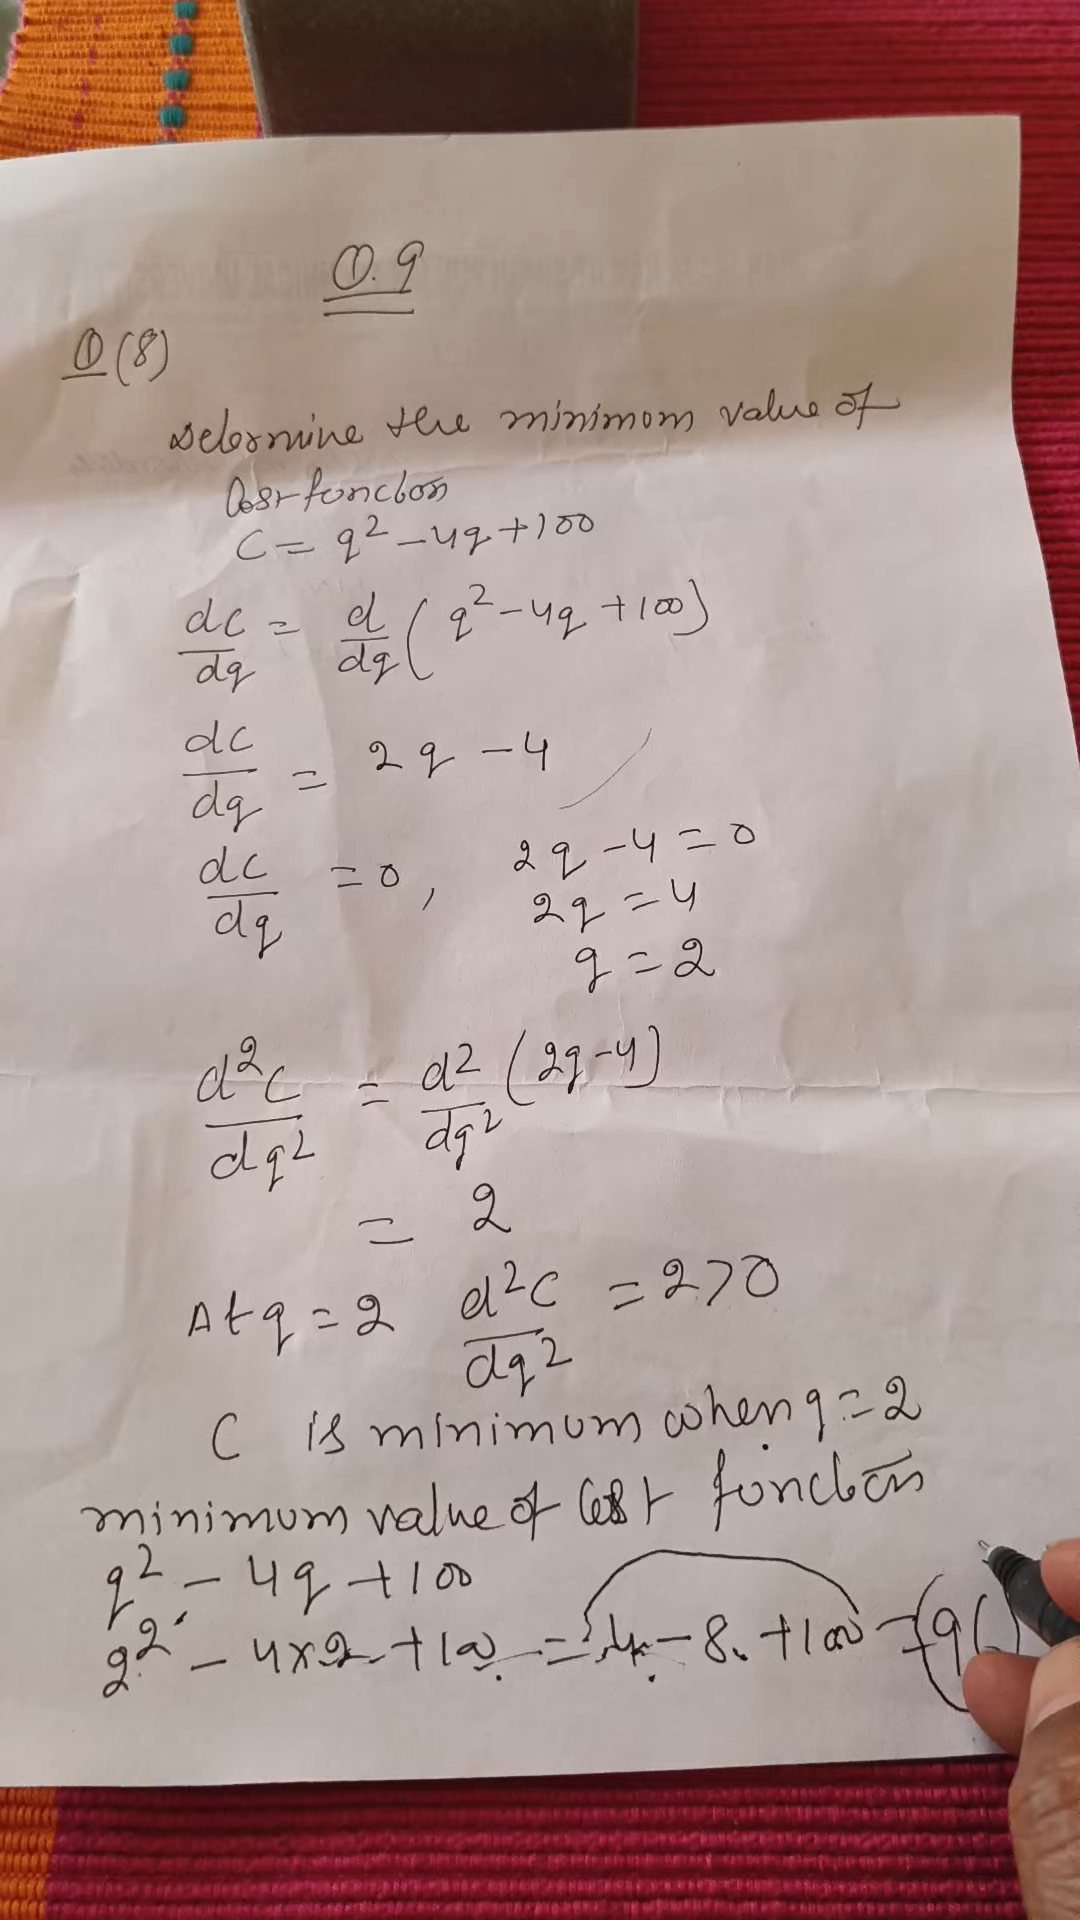 Q.9
Q(8)
Determine the minimum value of
Cost function
C = q² - 4q + 100
dC/dq = d/dq (q² - 4q + 100)
dC/dq = 2q - 4
dC/dq = 0, 2q - 4 = 0
2q = 4
q = 2
d²C/dq² = d²/dq² (2q - 4)
= 2
At q = 2 d²C/dq² = 2 > 0
C is minimum when q = 2
minimum value of Cost function
q² - 4q + 100
2² - 4×2 + 100 = 4 - 8 + 100 = 9